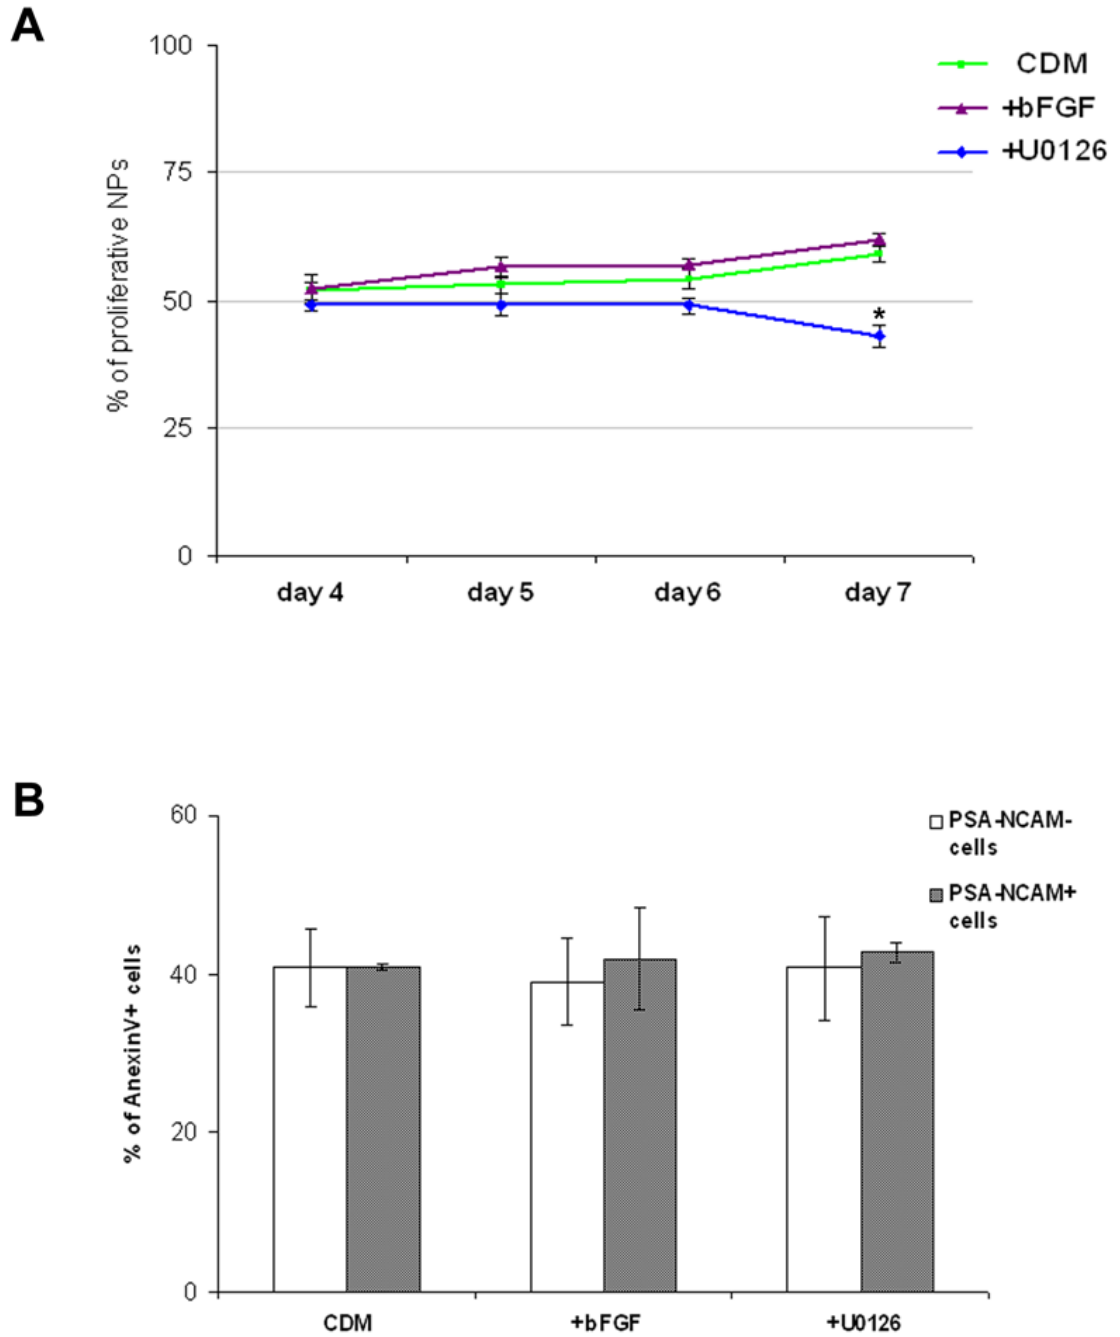 A
100
75
50
25
0
% of proliferative NPs
CDM
+bFGF
+U0126
*
day 4 day 5 day 6 day 7
B
60
40
20
0
% of AnexinV+ cells
PSA-NCAM-
cells
PSA-NCAM+
cells
CDM +bFGF +U0126